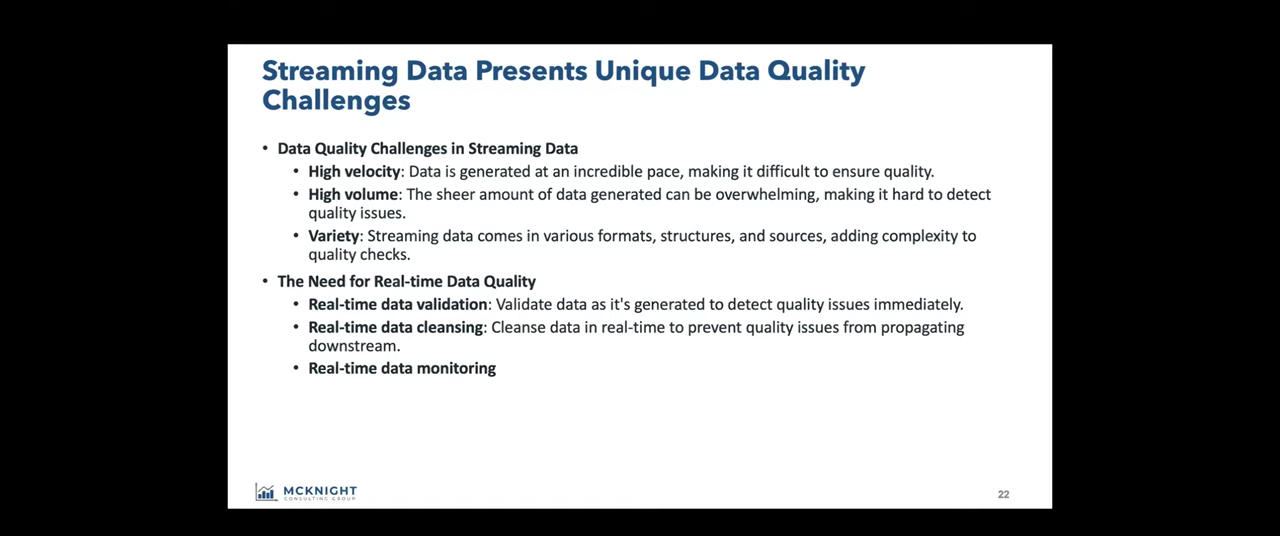 Streaming Data Presents Unique Data Quality
Challenges
• Data Quality Challenges in Streaming Data
• High velocity: Data is generated at an incredible pace, making it difficult to ensure quality.
• High volume: The sheer amount of data generated can be overwhelming, making it hard to detect
quality issues.
• Variety: Streaming data comes in various formats, structures, and sources, adding complexity to
quality checks.
• The Need for Real-time Data Quality
• Real-time data validation: Validate data as it's generated to detect quality issues immediately.
• Real-time data cleansing: Cleanse data in real-time to prevent quality issues from propagating
downstream.
• Real-time data monitoring
MCKNIGHT
CONSULTING GROUP
22